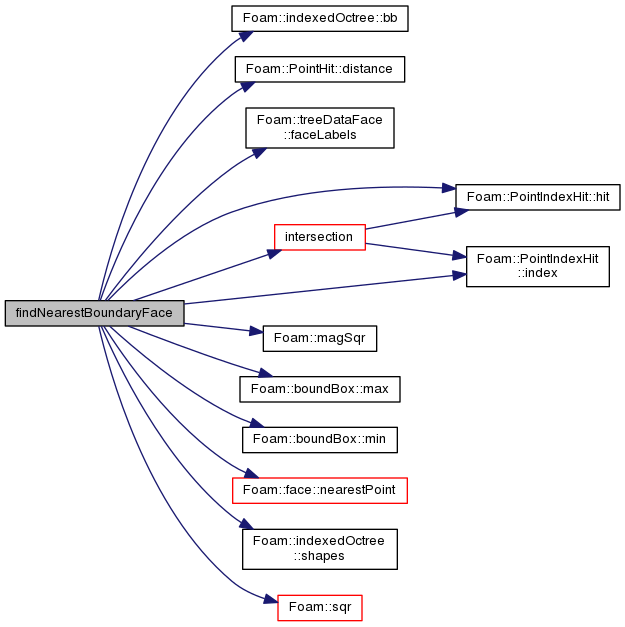 Foam::indexedOctree::bb
Foam::PointHit::distance
Foam::treeDataFace
::faceLabels
Foam::PointIndexHit::hit
intersection
Foam::PointIndexHit
::index
findNearestBoundaryFace
Foam::magSqr
Foam::boundBox::max
Foam::boundBox::min
Foam::face::nearestPoint
Foam::indexedOctree
::shapes
Foam::sqr